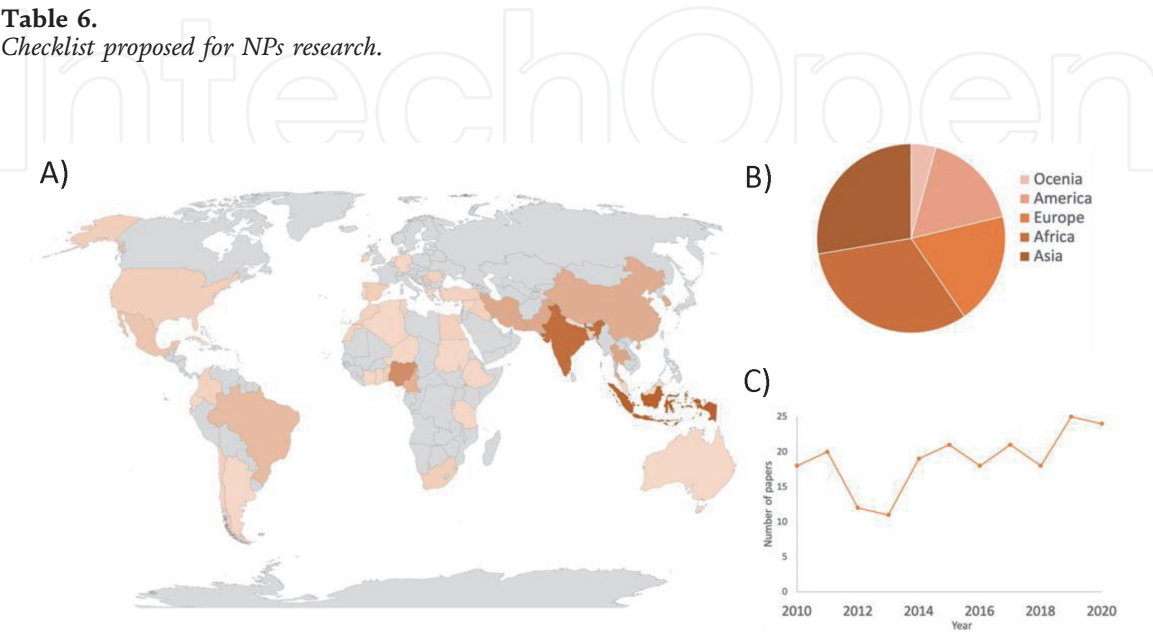 Table 6.
Checklist proposed for NPs research.
IntechOpen
A)
B)
Ocenia
America
Europe
Africa
Asia
C)
25
20
15
10
5
0
Number of papers
2010
2012
2014
2016
2018
2020
Year